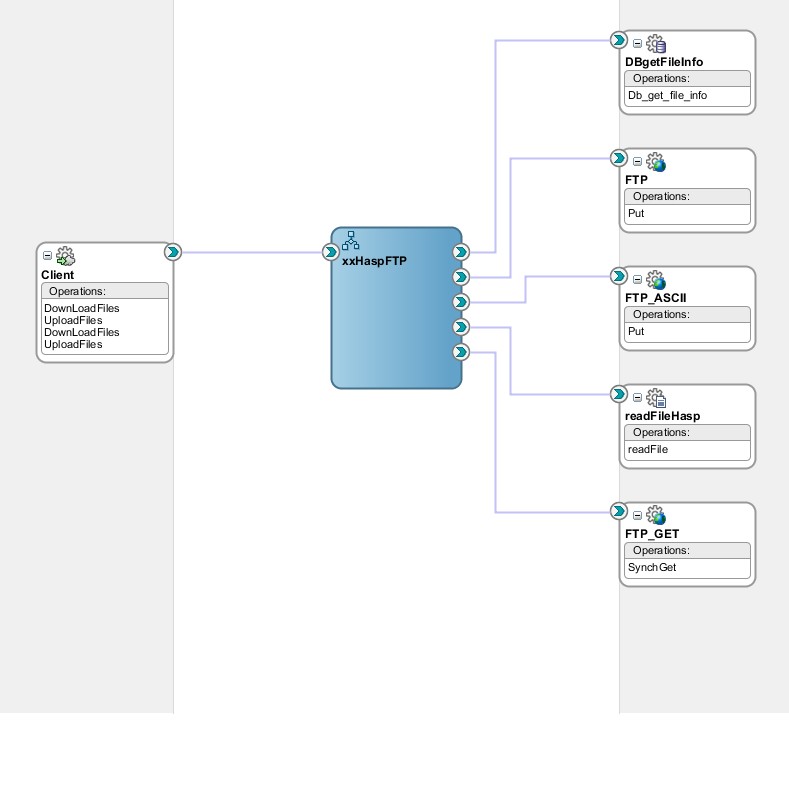 Client
Operations:
DownLoadFiles
UploadFiles
DownLoadFiles
UploadFiles
xxHaspFTP
DBgetFileInfo
Operations:
Db_get_file_info
FTP
Operations:
Put
FTP_ASCII
Operations:
Put
readFileHasp
Operations:
readFile
FTP_GET
Operations:
SynchGet